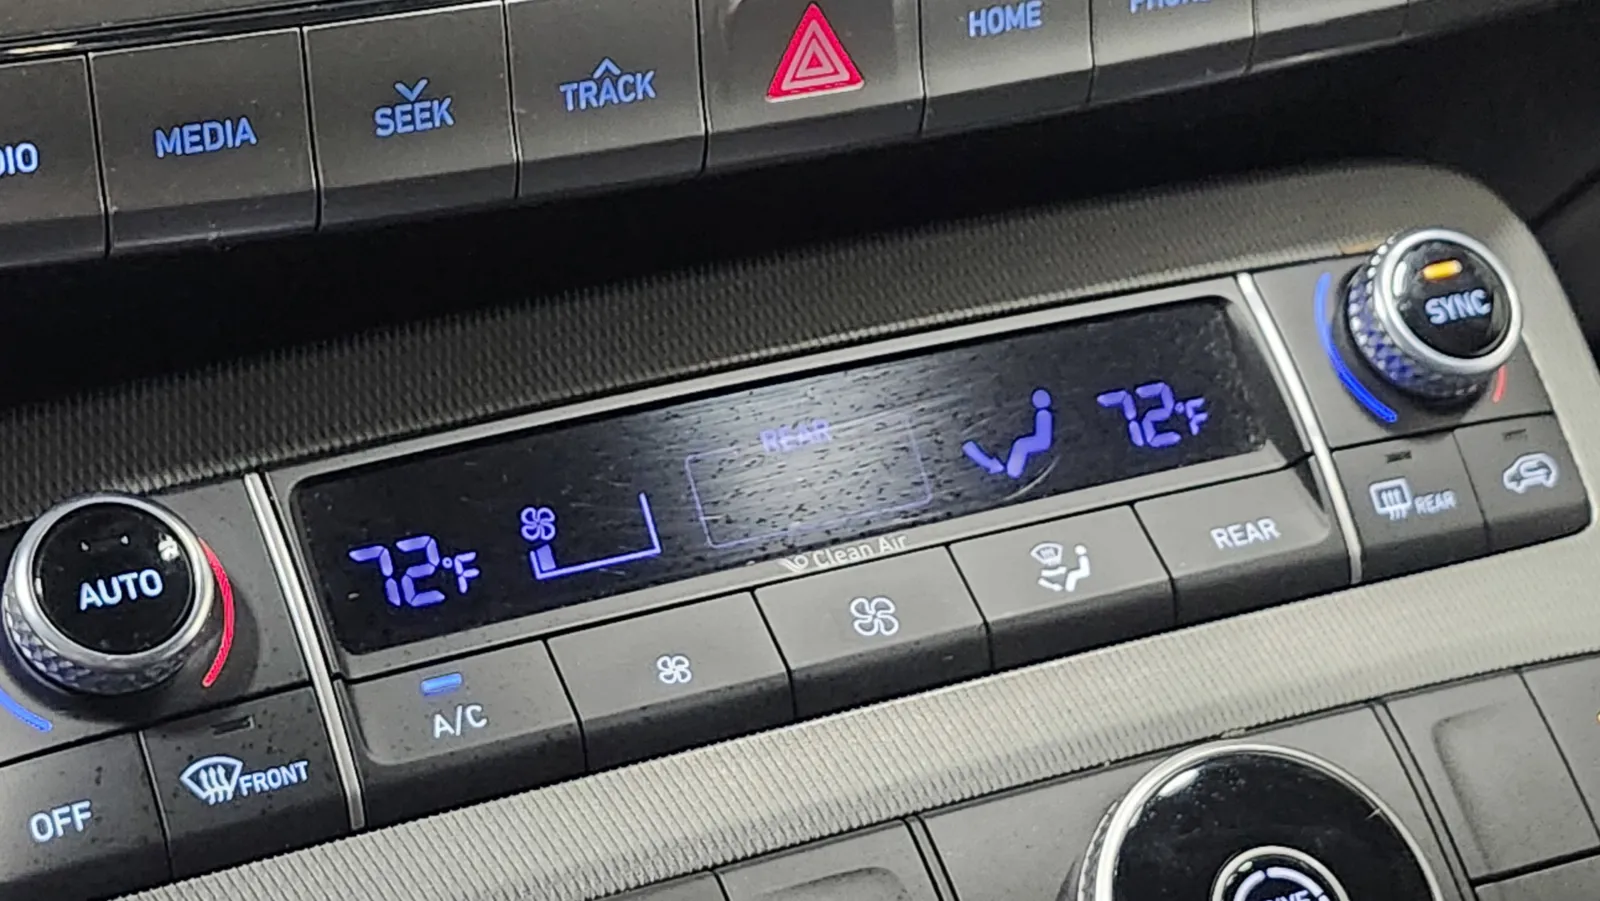 MEDIA
SEEK
TRACK
HOME
SYNC
REAR
72°F
72°F
Clean Air
AUTO
REAR
REAR
A/C
FRONT
OFF